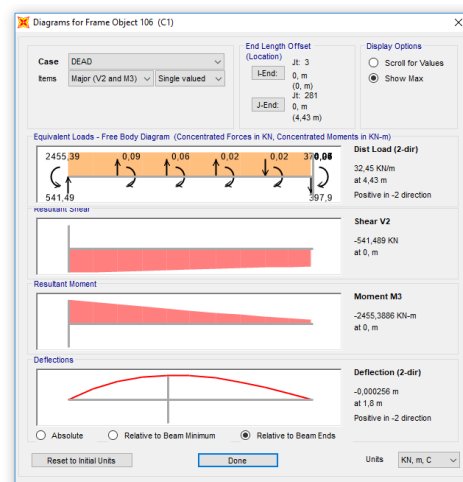 Diagrams for Frame Object 106 (C1)
Case DEAD
Items Major (V2 and M3) Single valued
End Length Offset
(Location)
I-End: Jt: 3
0, m
(0, m)
J-End: Jt: 281
0, m
(4,43 m)
Display Options
Scroll for Values
Show Max
Equivalent Loads - Free Body Diagram (Concentrated Forces in KN, Concentrated Moments in KN-m)
2455,39 0,09 0,06 0,02 0,02
541,49 397,9
Dist Load (2-dir)
32,45 KN/m
at 4,43 m
Positive in -2 direction
Resultant Shear
Shear V2
-541,489 KN
at 0, m
Resultant Moment
Moment M3
-2455,3886 KN-m
at 0, m
Deflections
Deflection (2-dir)
-0,000256 m
at 1,8 m
Positive in -2 direction
Absolute Relative to Beam Minimum Relative to Beam Ends
Reset to Initial Units Done Units KN, m, C